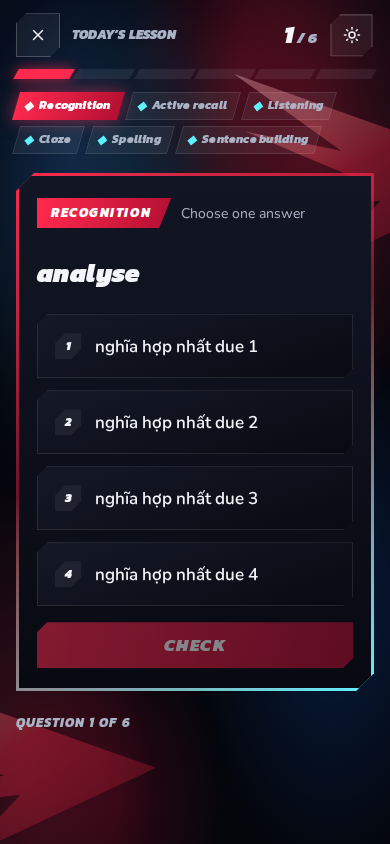 TODAY'S LESSON
1 / 6
Recognition
Active recall
Listening
Cloze
Spelling
Sentence building
RECOGNITION
Choose one answer
analyse
1 nghĩa hợp nhất due 1
2 nghĩa hợp nhất due 2
3 nghĩa hợp nhất due 3
4 nghĩa hợp nhất due 4
CHECK
QUESTION 1 OF 6